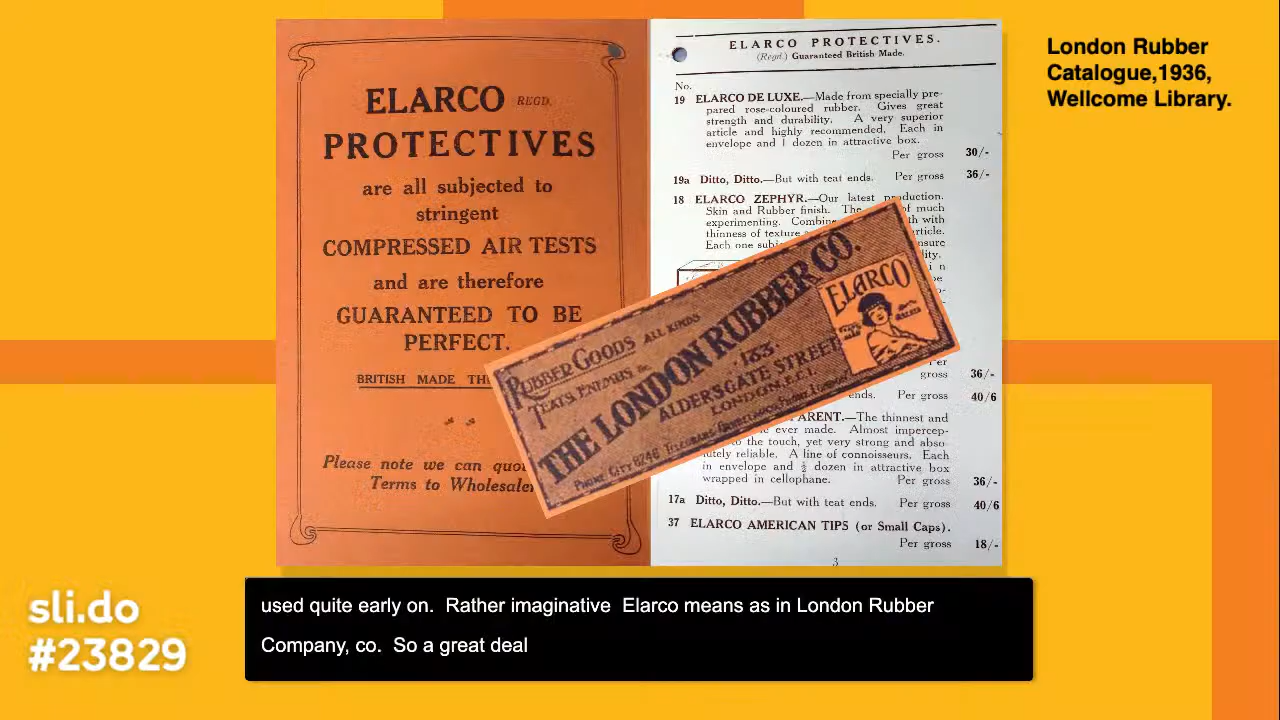 ELARCO REGD.
PROTECTIVES
are all subjected to
stringent
COMPRESSED AIR TESTS
and are therefore
GUARANTEED TO BE
PERFECT.
BRITISH MADE
Please note we can
Terms to
ELARCO PROTECTIVES.
(Regd.) Guaranteed British Made.
No.
19 ELARCO DE LUXE.—Made from specially pre-
pared rose-coloured rubber. Gives great
strength and durability. A very superior
article and highly recommended. Each in
envelope and 1 dozen in attractive box.
Per gross 30/-
19a Ditto, Ditto.—But with teat ends. Per gross 36/-
18 ELARCO ZEPHYR.—Our latest production.
Skin and Rubber finish. The of much
experimenting. with
thinness of texture
Each one
gross 36/-
Per gross 40/6
The thinnest and
ever made. Almost impercep-
to the touch, yet very strong and abso-
lutely reliable. A line of connoisseurs. Each
in envelope and ½ dozen in attractive box
wrapped in cellophane. Per gross 36/-
17a Ditto, Ditto.—But with teat ends. Per gross 40/6
37 ELARCO AMERICAN TIPS (or Small Caps).
Per gross 18/-
3
RUBBER GOODS ALL KINDS
TEATS, ENEMAS
THE LONDON RUBBER CO.
ALDERSGATE STREET
LONDON, E.C.1.
ELARCO
London Rubber
Catalogue,1936,
Wellcome Library.
sli.do
#23829
used quite early on.  Rather imaginative  Elarco means as in London Rubber
Company, co.  So a great deal